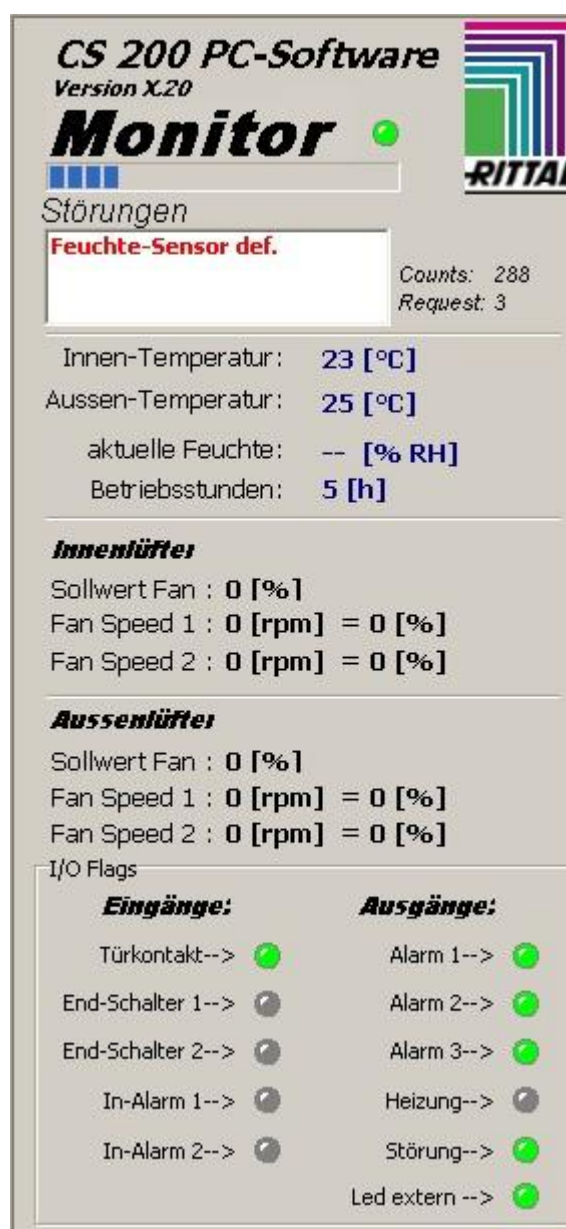 CS 200 PC-Software
Version X.20
Monitor
RITTAL
Störungen
Feuchte-Sensor def.
Counts: 288
Request: 3
Innen-Temperatur: 23 [°C]
Aussen-Temperatur: 25 [°C]
aktuelle Feuchte: -- [% RH]
Betriebsstunden: 5 [h]
Innenlüfter
Sollwert Fan : 0 [%]
Fan Speed 1 : 0 [rpm] = 0 [%]
Fan Speed 2 : 0 [rpm] = 0 [%]
Aussenlüfter
Sollwert Fan : 0 [%]
Fan Speed 1 : 0 [rpm] = 0 [%]
Fan Speed 2 : 0 [rpm] = 0 [%]
I/O Flags
Eingänge: Ausgänge:
Türkontakt--> Alarm 1-->
End-Schalter 1--> Alarm 2-->
End-Schalter 2--> Alarm 3-->
In-Alarm 1--> Heizung-->
In-Alarm 2--> Störung-->
Led extern -->